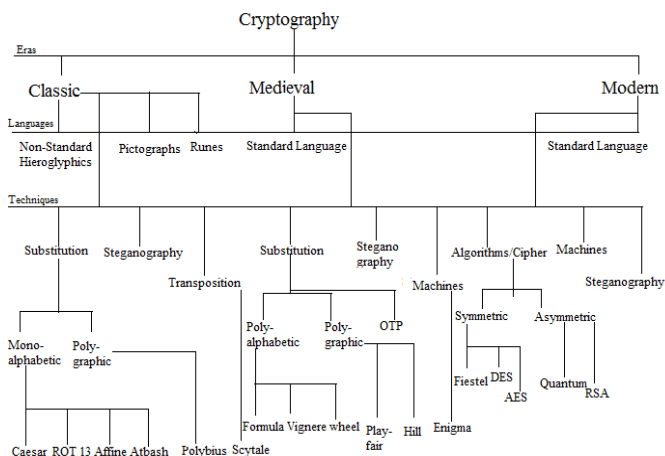 Cryptography
Eras
Classic Medieval Modern
Languages
Non-Standard
Hieroglyphics
Pictographs
Runes
Standard Language
Standard Language
Techniques
Substitution
Steganography
Transposition
Substitution
Stegano
graphy
Machines
Algorithms/Cipher
Machines
Steganography
Mono-
alphabetic
Poly-
graphic
Poly-
alphabetic
Poly-
graphic
OTP
Symmetric
Asymmetric
Fiestel
DES
AES
Quantum
RSA
Caesar ROT 13 Affine Atbash
Polybius
Scytale
Formula Vignere wheel
Play-
fair
Hill
Enigma